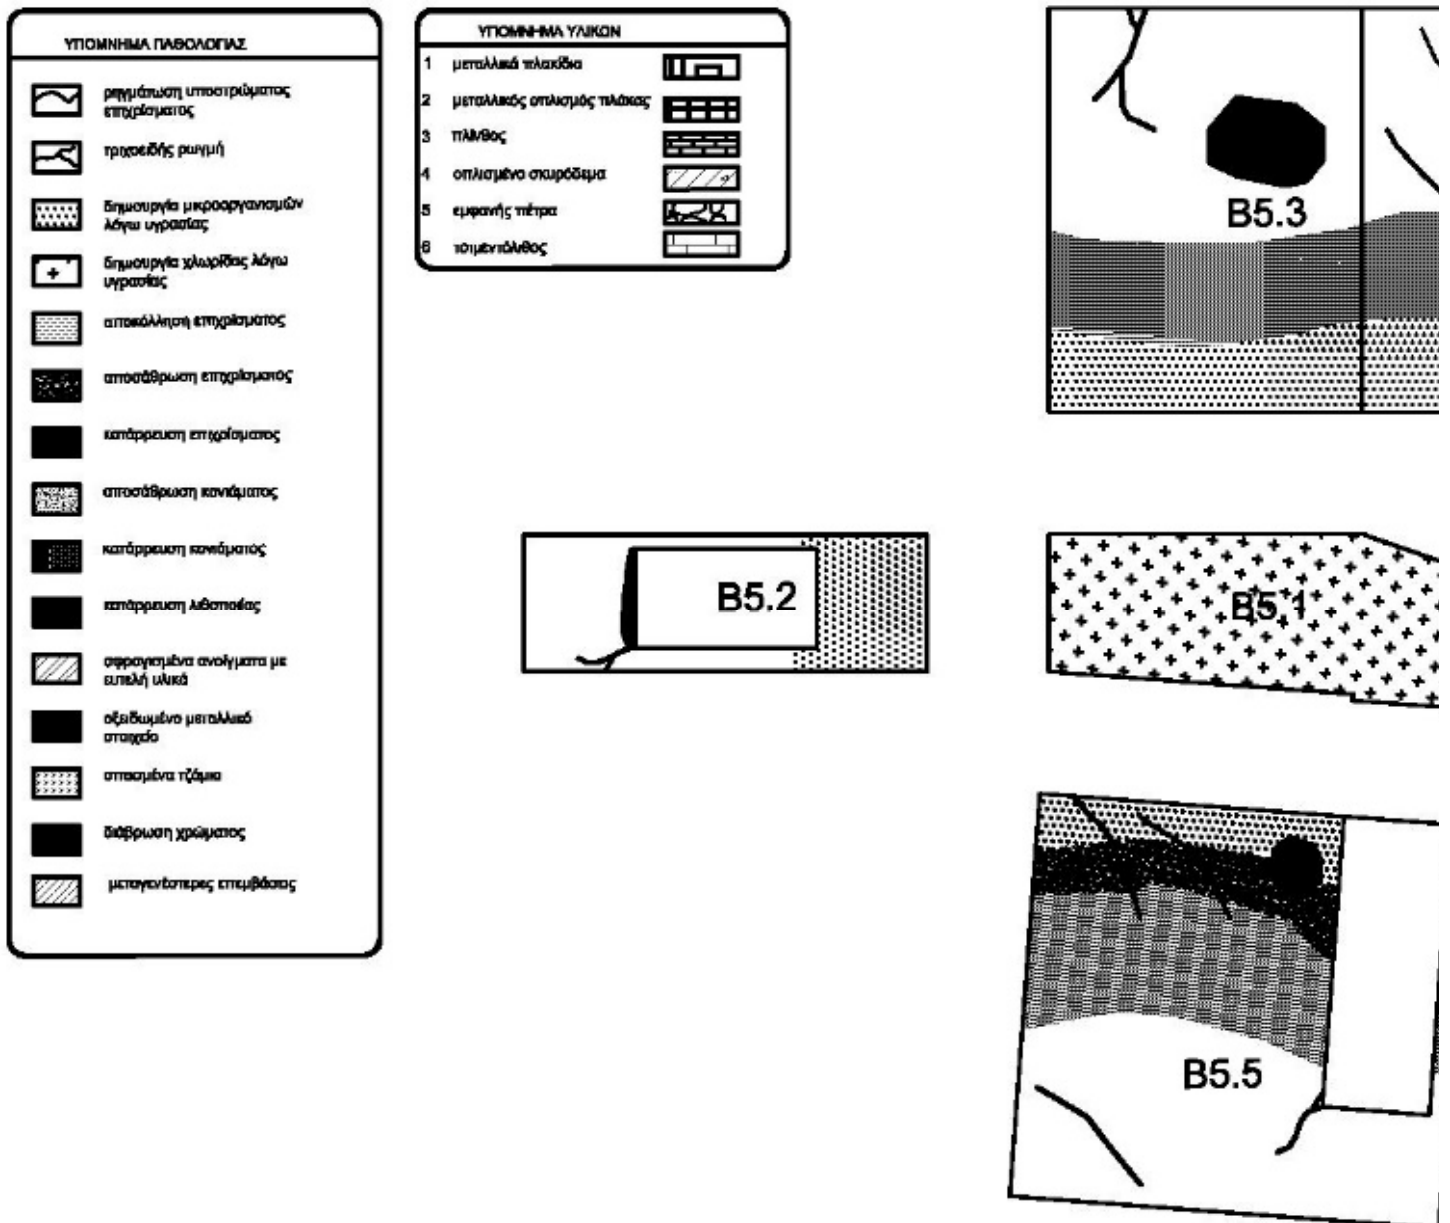 ΥΠΟΜΝΗΜΑ ΠΑΘΟΛΟΓΙΑΣ
ρηγμάτωση υποστρώματος
επιχρίσματος
τριχοειδής ρωγμή
δημιουργία μικροοργανισμών
λόγω υγρασίας
δημιουργία χλωρίδας λόγω
υγρασίας
αποκόλληση επιχρίσματος
αποσάθρωση επιχρίσματος
κατάρρευση επιχρίσματος
αποσάθρωση κονιάματος
κατάρρευση κονιάματος
κατάρρευση λιθοποιίας
σφραγισμένα ανοίγματα με
ευτελή υλικά
οξειδωμένο μεταλλικό
στοιχείο
σπασμένα τζάμια
διάβρωση χρώματος
μεταγενέστερες επεμβάσεις
ΥΠΟΜΝΗΜΑ ΥΛΙΚΩΝ
1 μεταλλικά πλακίδια
2 μεταλλικός οπλισμός πλάκας
3 πλίνθος
4 οπλισμένο σκυρόδεμα
5 εμφανής πέτρα
6 τσιμεντόλιθος
B5.3
B5.2
B5.1
B5.5